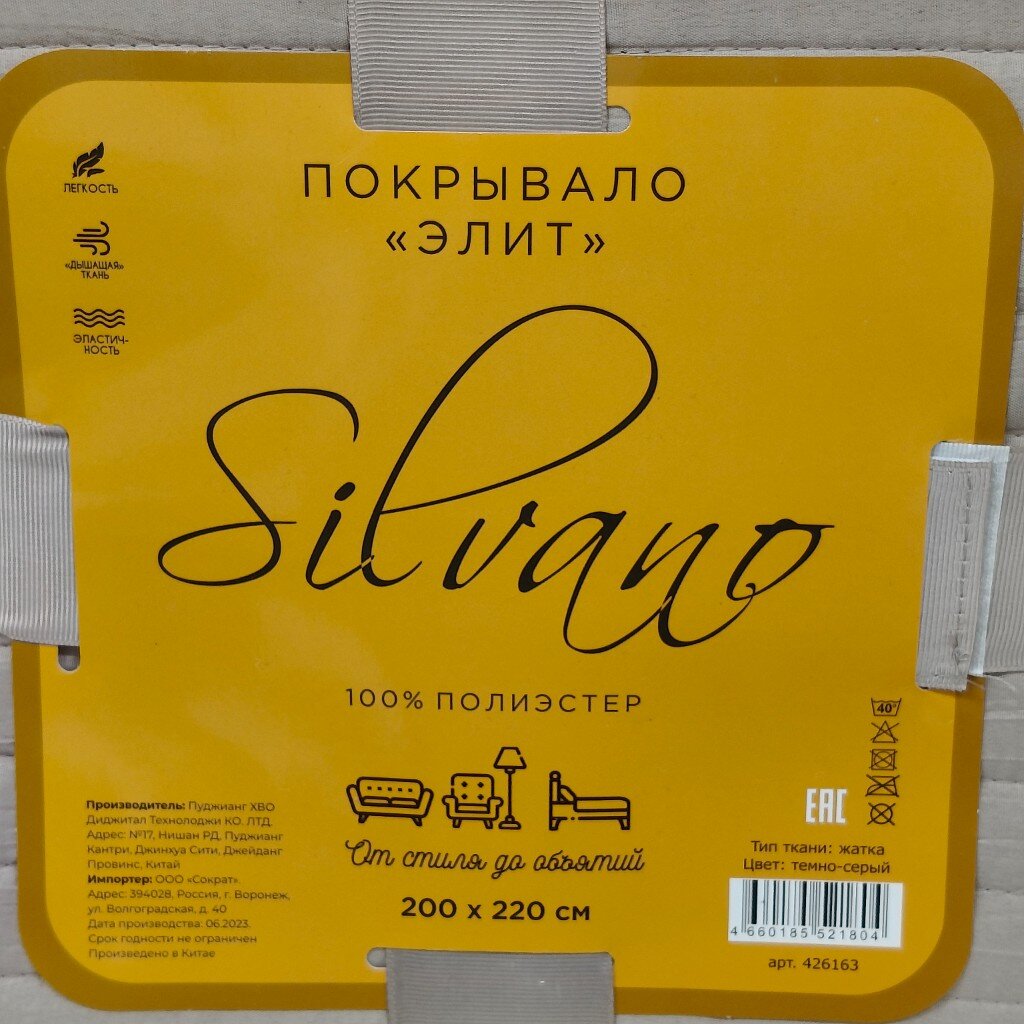 ПОКРЫВАЛО
«ЭЛИТ»
ЛЕГКОСТЬ
«ДЫШАЩАЯ»
ТКАНЬ
ЭЛАСТИЧ-
НОСТЬ
Silvano
100% ПОЛИЭСТЕР
От стиля до объятий
200 х 220 см
Производитель: Пуджианг ХВО
Диджитал Технолоджи КО. ЛТД.
Адрес: №17, Нишан РД, Пуджианг
Кантри, Джинхуа Сити, Джейданг
Провинс, Китай
Импортер: ООО «Сократ».
Адрес: 394028, Россия, г. Воронеж,
ул. Волгоградская, д. 40
Дата производства: 06.2023.
Срок годности не ограничен
Произведено в Китае
40°
EAC
Тип ткани: жатка
Цвет: темно-серый
4 660185 521804
арт. 426163